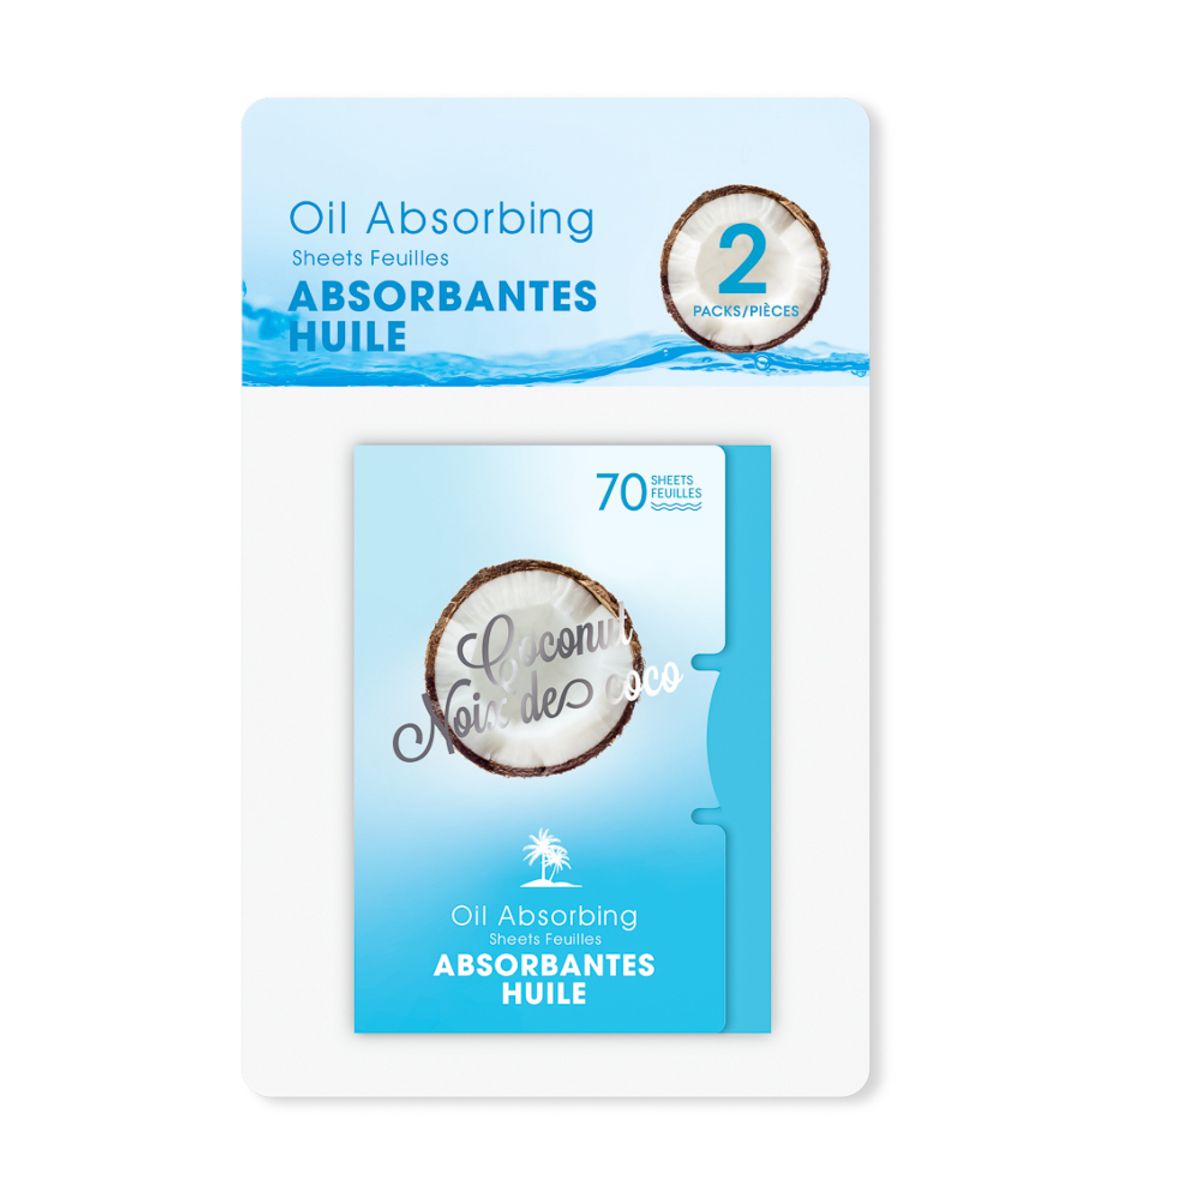 Oil Absorbing
Sheets Feuilles
ABSORBANTES
HUILE
2
PACKS/PIÈCES
70 SHEETS
FEUILLES
Coconut
Noix de coco
Oil Absorbing
Sheets Feuilles
ABSORBANTES
HUILE